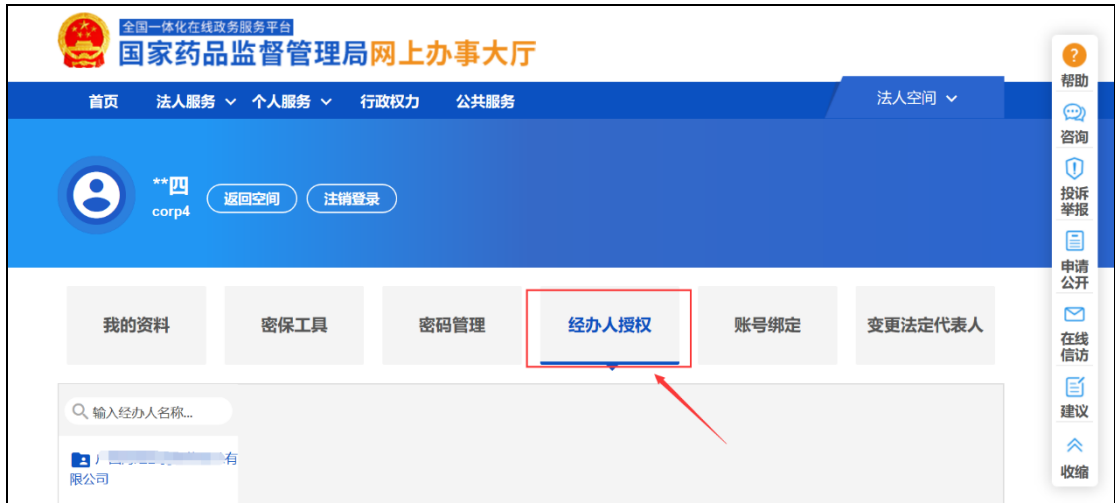 全国一体化在线政务服务平台
国家药品监督管理局网上办事大厅
首页 法人服务 个人服务 行政权力 公共服务 法人空间
**四
corp4
返回空间 注销登录
我的资料 密保工具 密码管理 经办人授权 账号绑定 变更法定代表人
输入经办人名称...
有
限公司
?
帮助
咨询
投诉
举报
申请
公开
在线
信访
建议
收缩